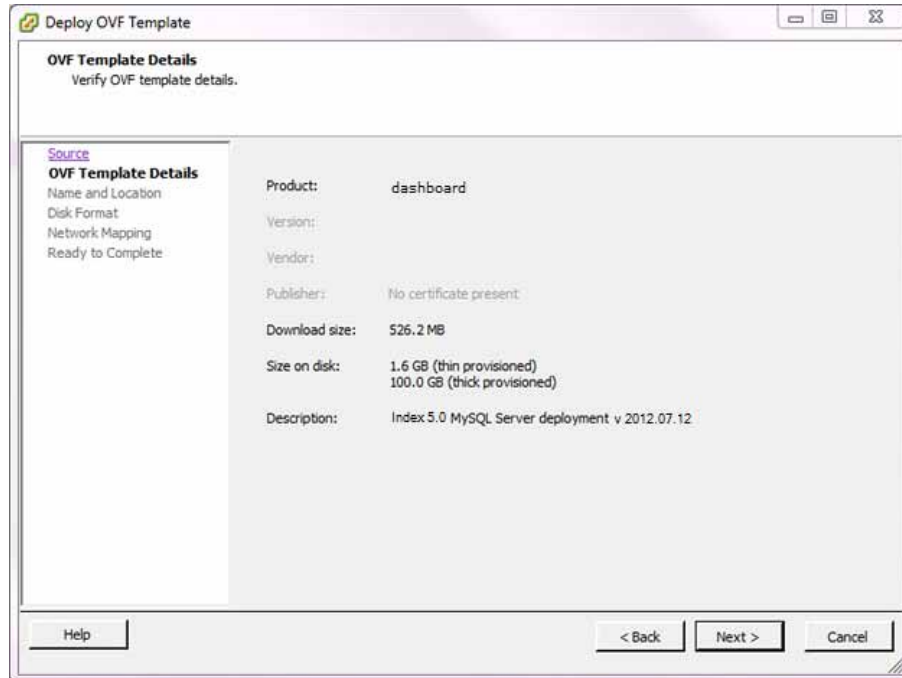 Deploy OVF Template
OVF Template Details
Verify OVF template details.
Source
OVF Template Details
Name and Location
Disk Format
Network Mapping
Ready to Complete
Product: dashboard
Version:
Vendor:
Publisher: No certificate present
Download size: 526.2 MB
Size on disk: 1.6 GB (thin provisioned)
100.0 GB (thick provisioned)
Description: Index 5.0 MySQL Server deployment v 2012.07.12
Help < Back Next > Cancel